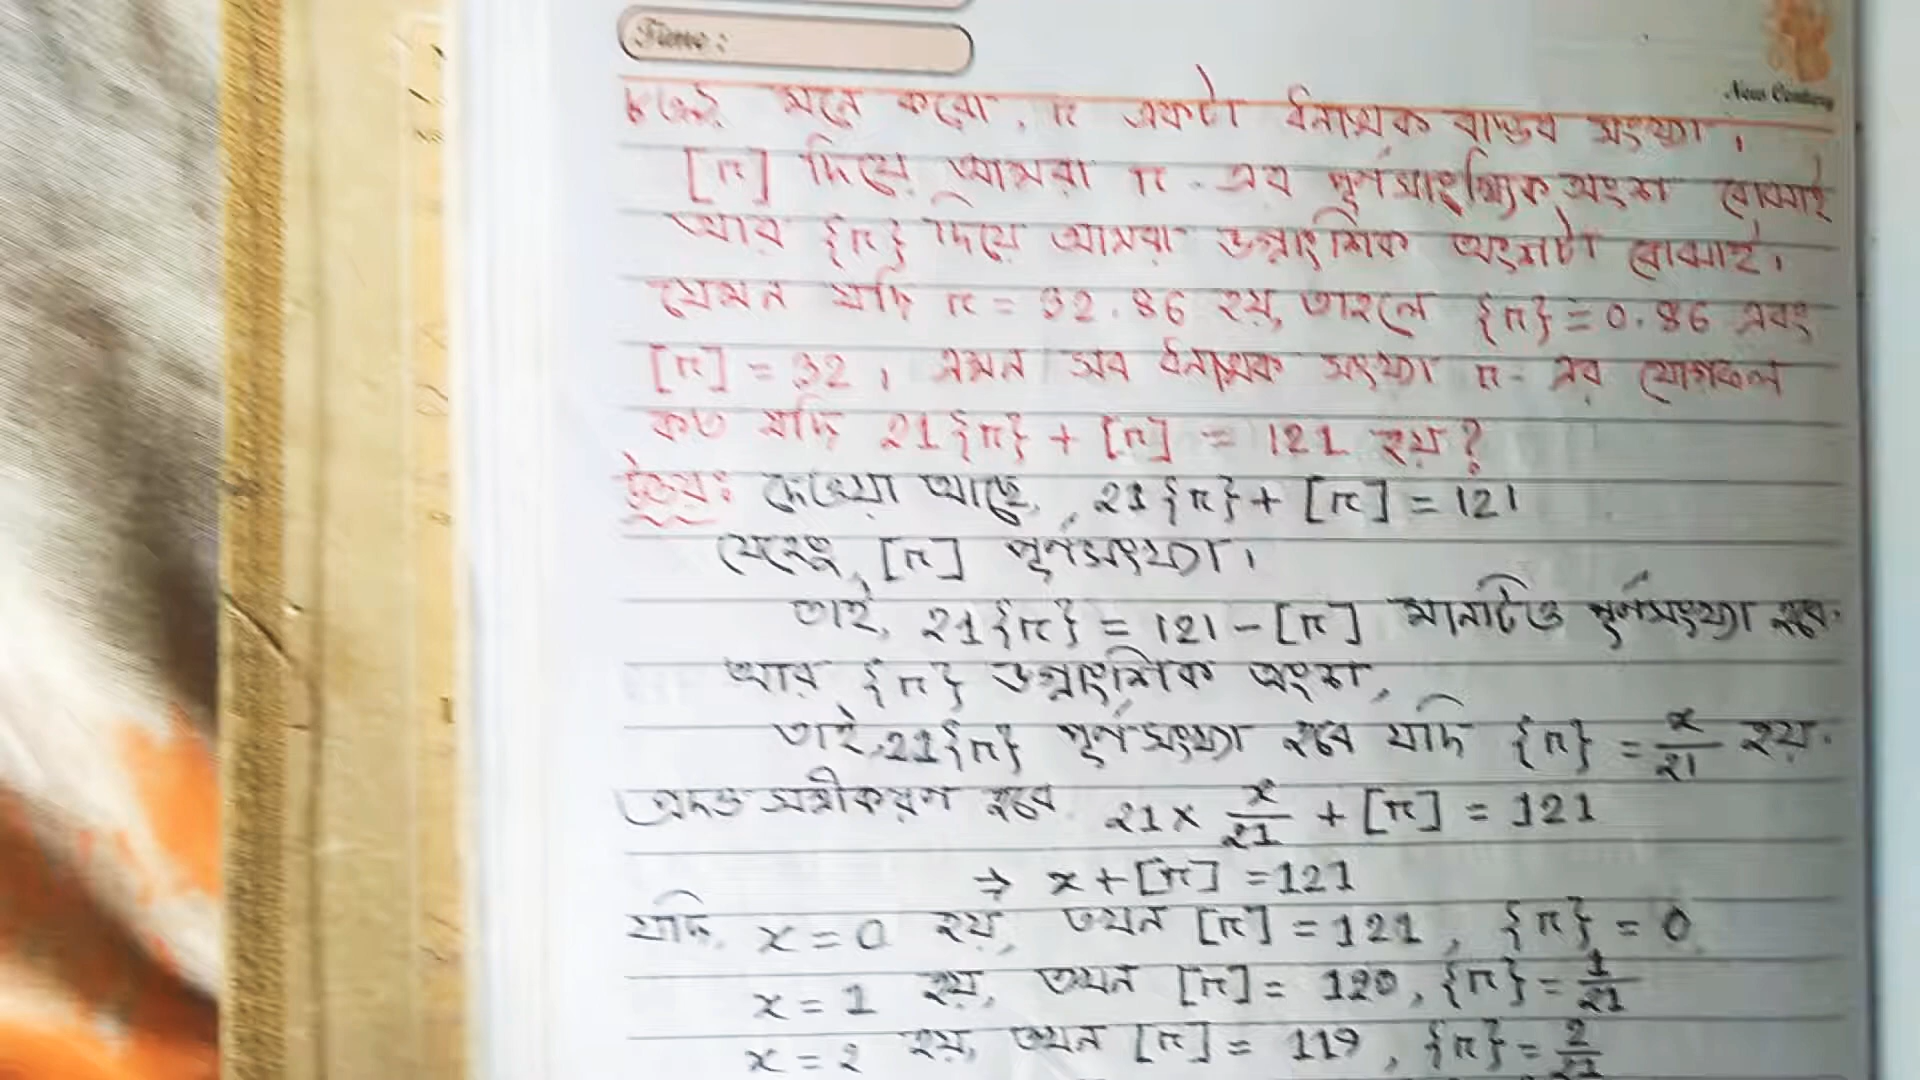 Time :
New Century
মনে করো, n একটা ধনাত্মক বাস্তব সংখ্যা ।
[n] দিয়ে আমরা n-এর পূর্ণসাংখ্যিক অংশ বোঝাই
আর {n} দিয়ে আমরা ভগ্নাংশিক অংশটা বোঝাই।
যেমন যদি n = 32.86 হয়, তাহলে {n} = 0.86 এবং
[n] = 32 । এমন সব ধনাত্মক সংখ্যা n-এর যোগফল
কত যদি 21{n} + [n] = 121 হয় ?
উত্তর: দেওয়া আছে, 21{n} + [n] = 121
যেহেতু, [n] পূর্ণসংখ্যা।
তাই, 21{n} = 121 - [n] মানটিও পূর্ণসংখ্যা হবে.
আর {n} ভগ্নাংশিক অংশ,
তাই, 21{n} পূর্ণসংখ্যা হবে যদি {n} = x/21 হয়.
প্রদত্ত সমীকরণ হবে. 21 × x/21 + [n] = 121
⇒ x + [n] = 121
যদি, x = 0 হয়, তখন [n] = 121, {n} = 0
x = 1 হয়, তখন [n] = 120, {n} = 1/21
x = 2 হয়, তখন [n] = 119, {n} = 2/21